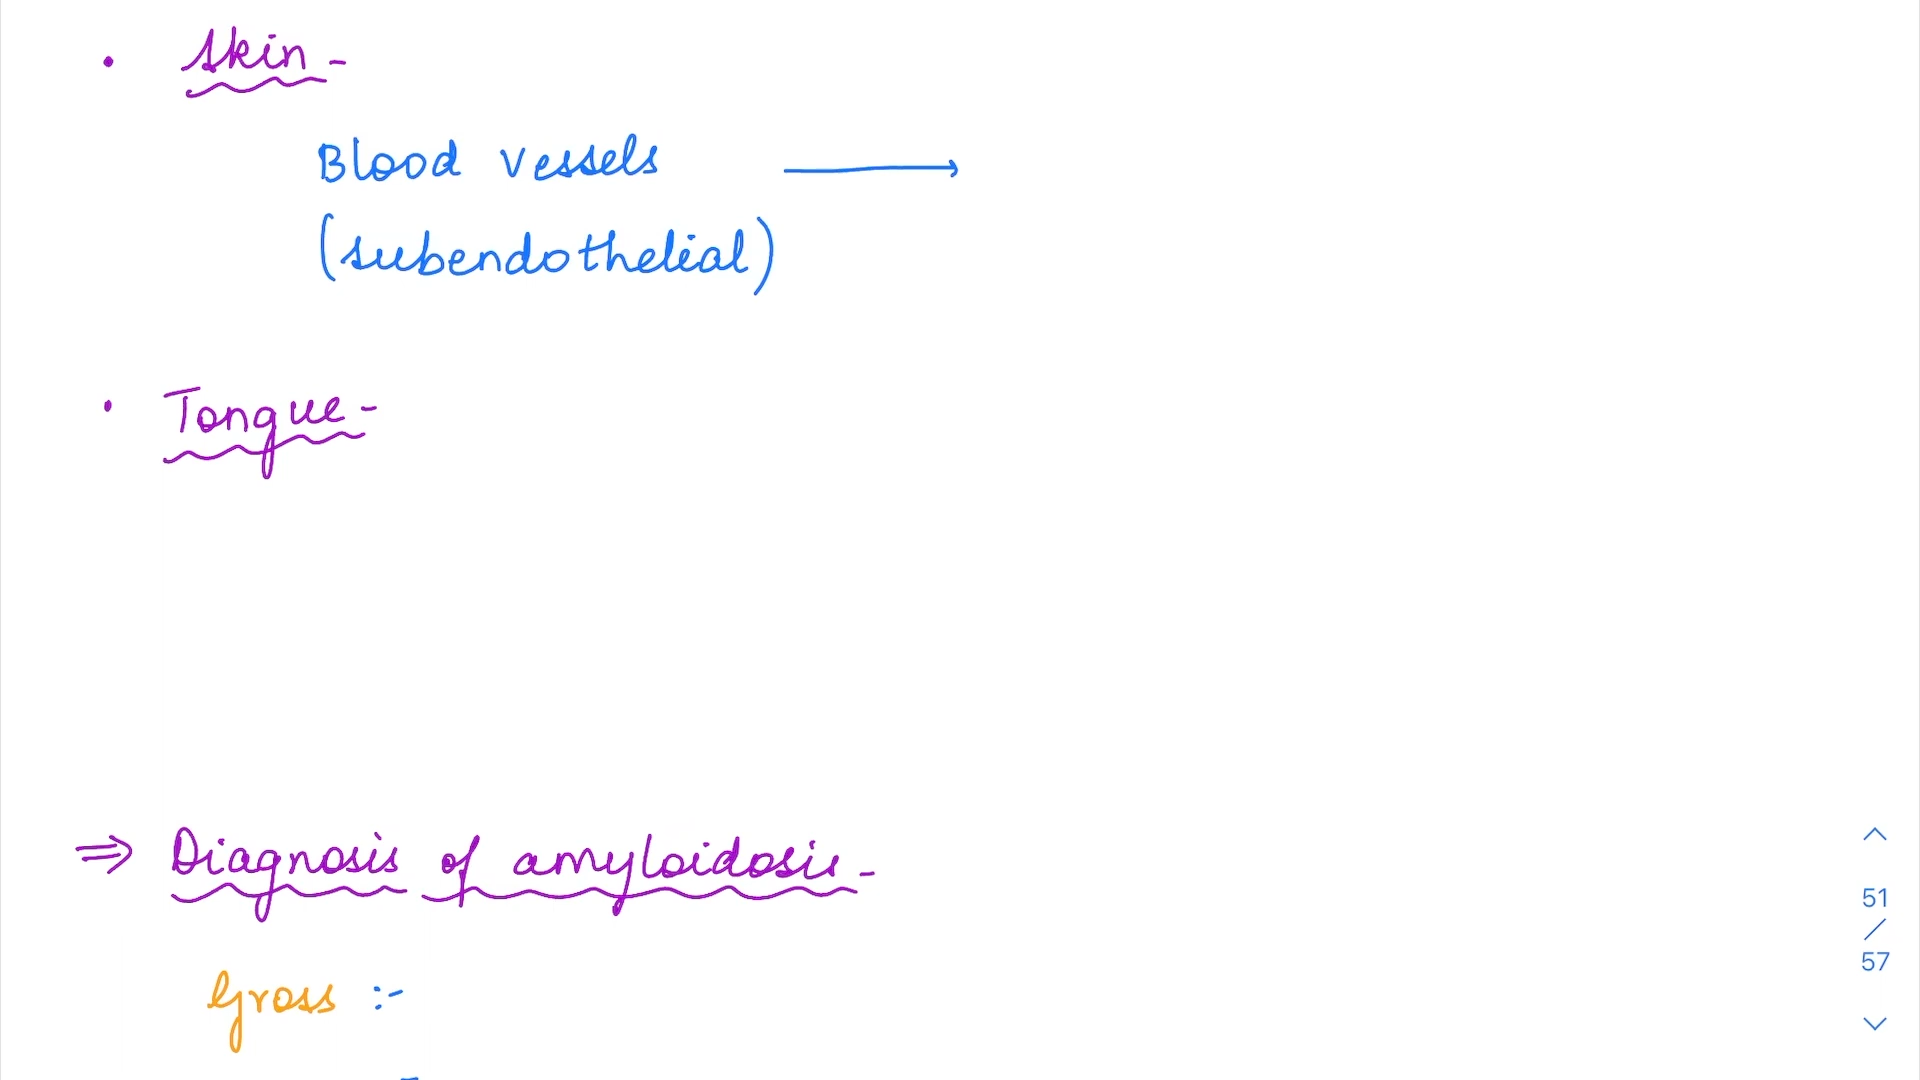 • Skin -
Blood vessels →
(subendothelial)
• Tongue -
⇒ Diagnosis of amyloidosis -
Gross :-
51
/
57